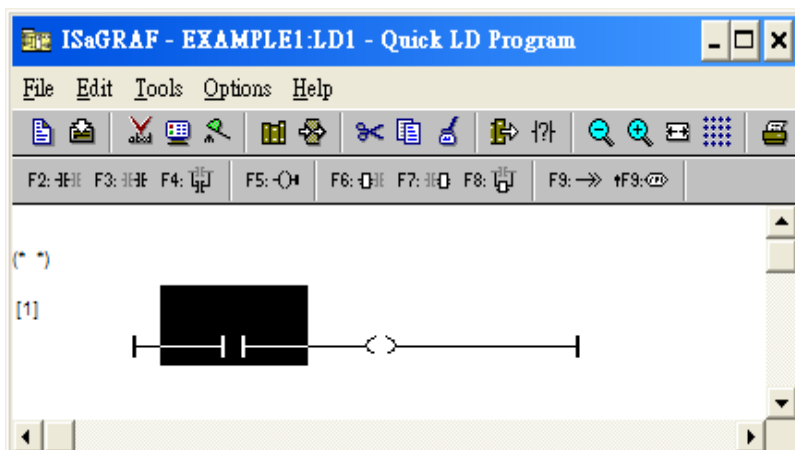 ISaGRAF - EXAMPLE1:LD1 - Quick LD Program
File Edit Tools Options Help
F2: F3: F4: F5: F6: F7: F8: F9: F9:
(* *)
[1]